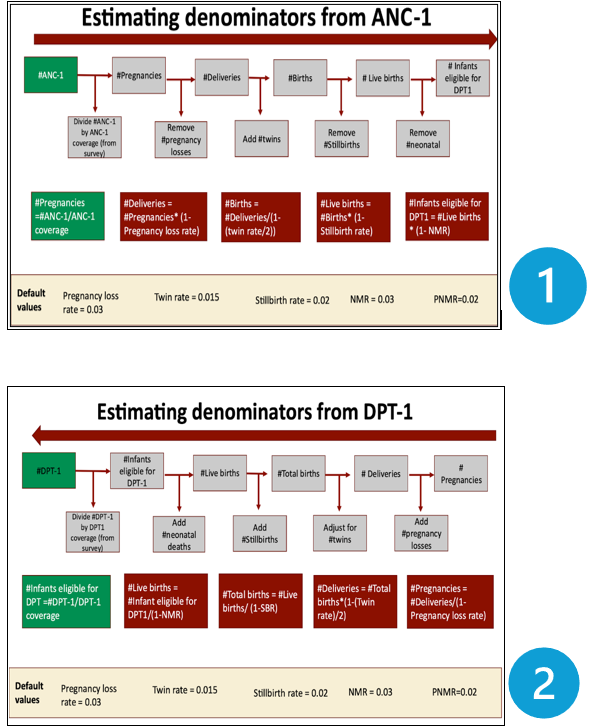 Estimating denominators from ANC-1
#ANC-1
#Pregnancies
#Deliveries
#Births
# Live births
# Infants
eligible for
DPT1
Divide #ANC-1
by ANC-1
coverage (from
survey)
Remove
#pregnancy
losses
Add #twins
Remove
#Stillbirths
Remove
#neonatal
#Pregnancies
=#ANC-1/ANC-1
coverage
#Deliveries =
#Pregnancies* (1-
Pregnancy loss rate)
#Births =
#Deliveries/(1-
(twin rate/2))
#Live births =
#Births* (1-
Stillbirth rate)
#Infants eligible for
DPT1 = #Live births
* (1- NMR)
Default
values
Pregnancy loss
rate = 0.03
Twin rate = 0.015
Stillbirth rate = 0.02
NMR = 0.03
PNMR=0.02
1
Estimating denominators from DPT-1
#DPT-1
#Infants
eligible for
DPT-1
#Live births
#Total births
# Deliveries
#
Pregnancies
Divide #DPT-1
by DPT1
coverage (from
survey)
Add
#neonatal
deaths
Add
#Stillbirths
Adjust for
#twins
Add
#pregnancy
losses
#Infants eligible for
DPT =#DPT-1/DPT-1
coverage
#Live births =
#Infant eligible for
DPT1/(1-NMR)
#Total births = #Live
births/ (1-SBR)
#Deliveries = #Total
births*(1-(Twin
rate)/2)
#Pregnancies =
#Deliveries/(1-
Pregnancy loss rate)
Default
values
Pregnancy loss
rate = 0.03
Twin rate = 0.015
Stillbirth rate = 0.02
NMR = 0.03
PNMR=0.02
2